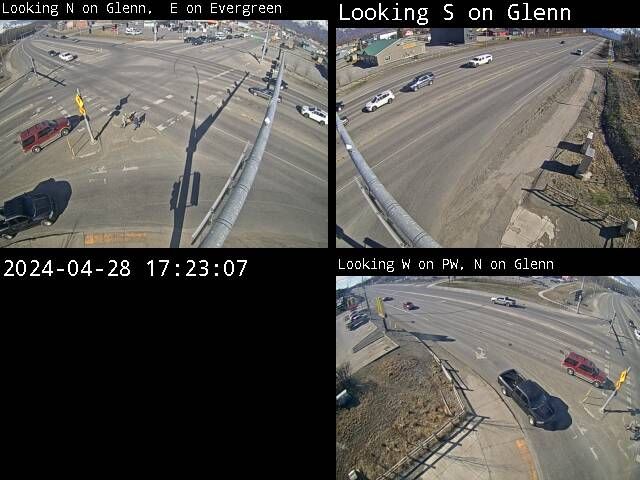 Looking N on Glenn,  E on Evergreen
Looking S on Glenn
2024-04-28 17:23:07
Looking W on PW, N on Glenn